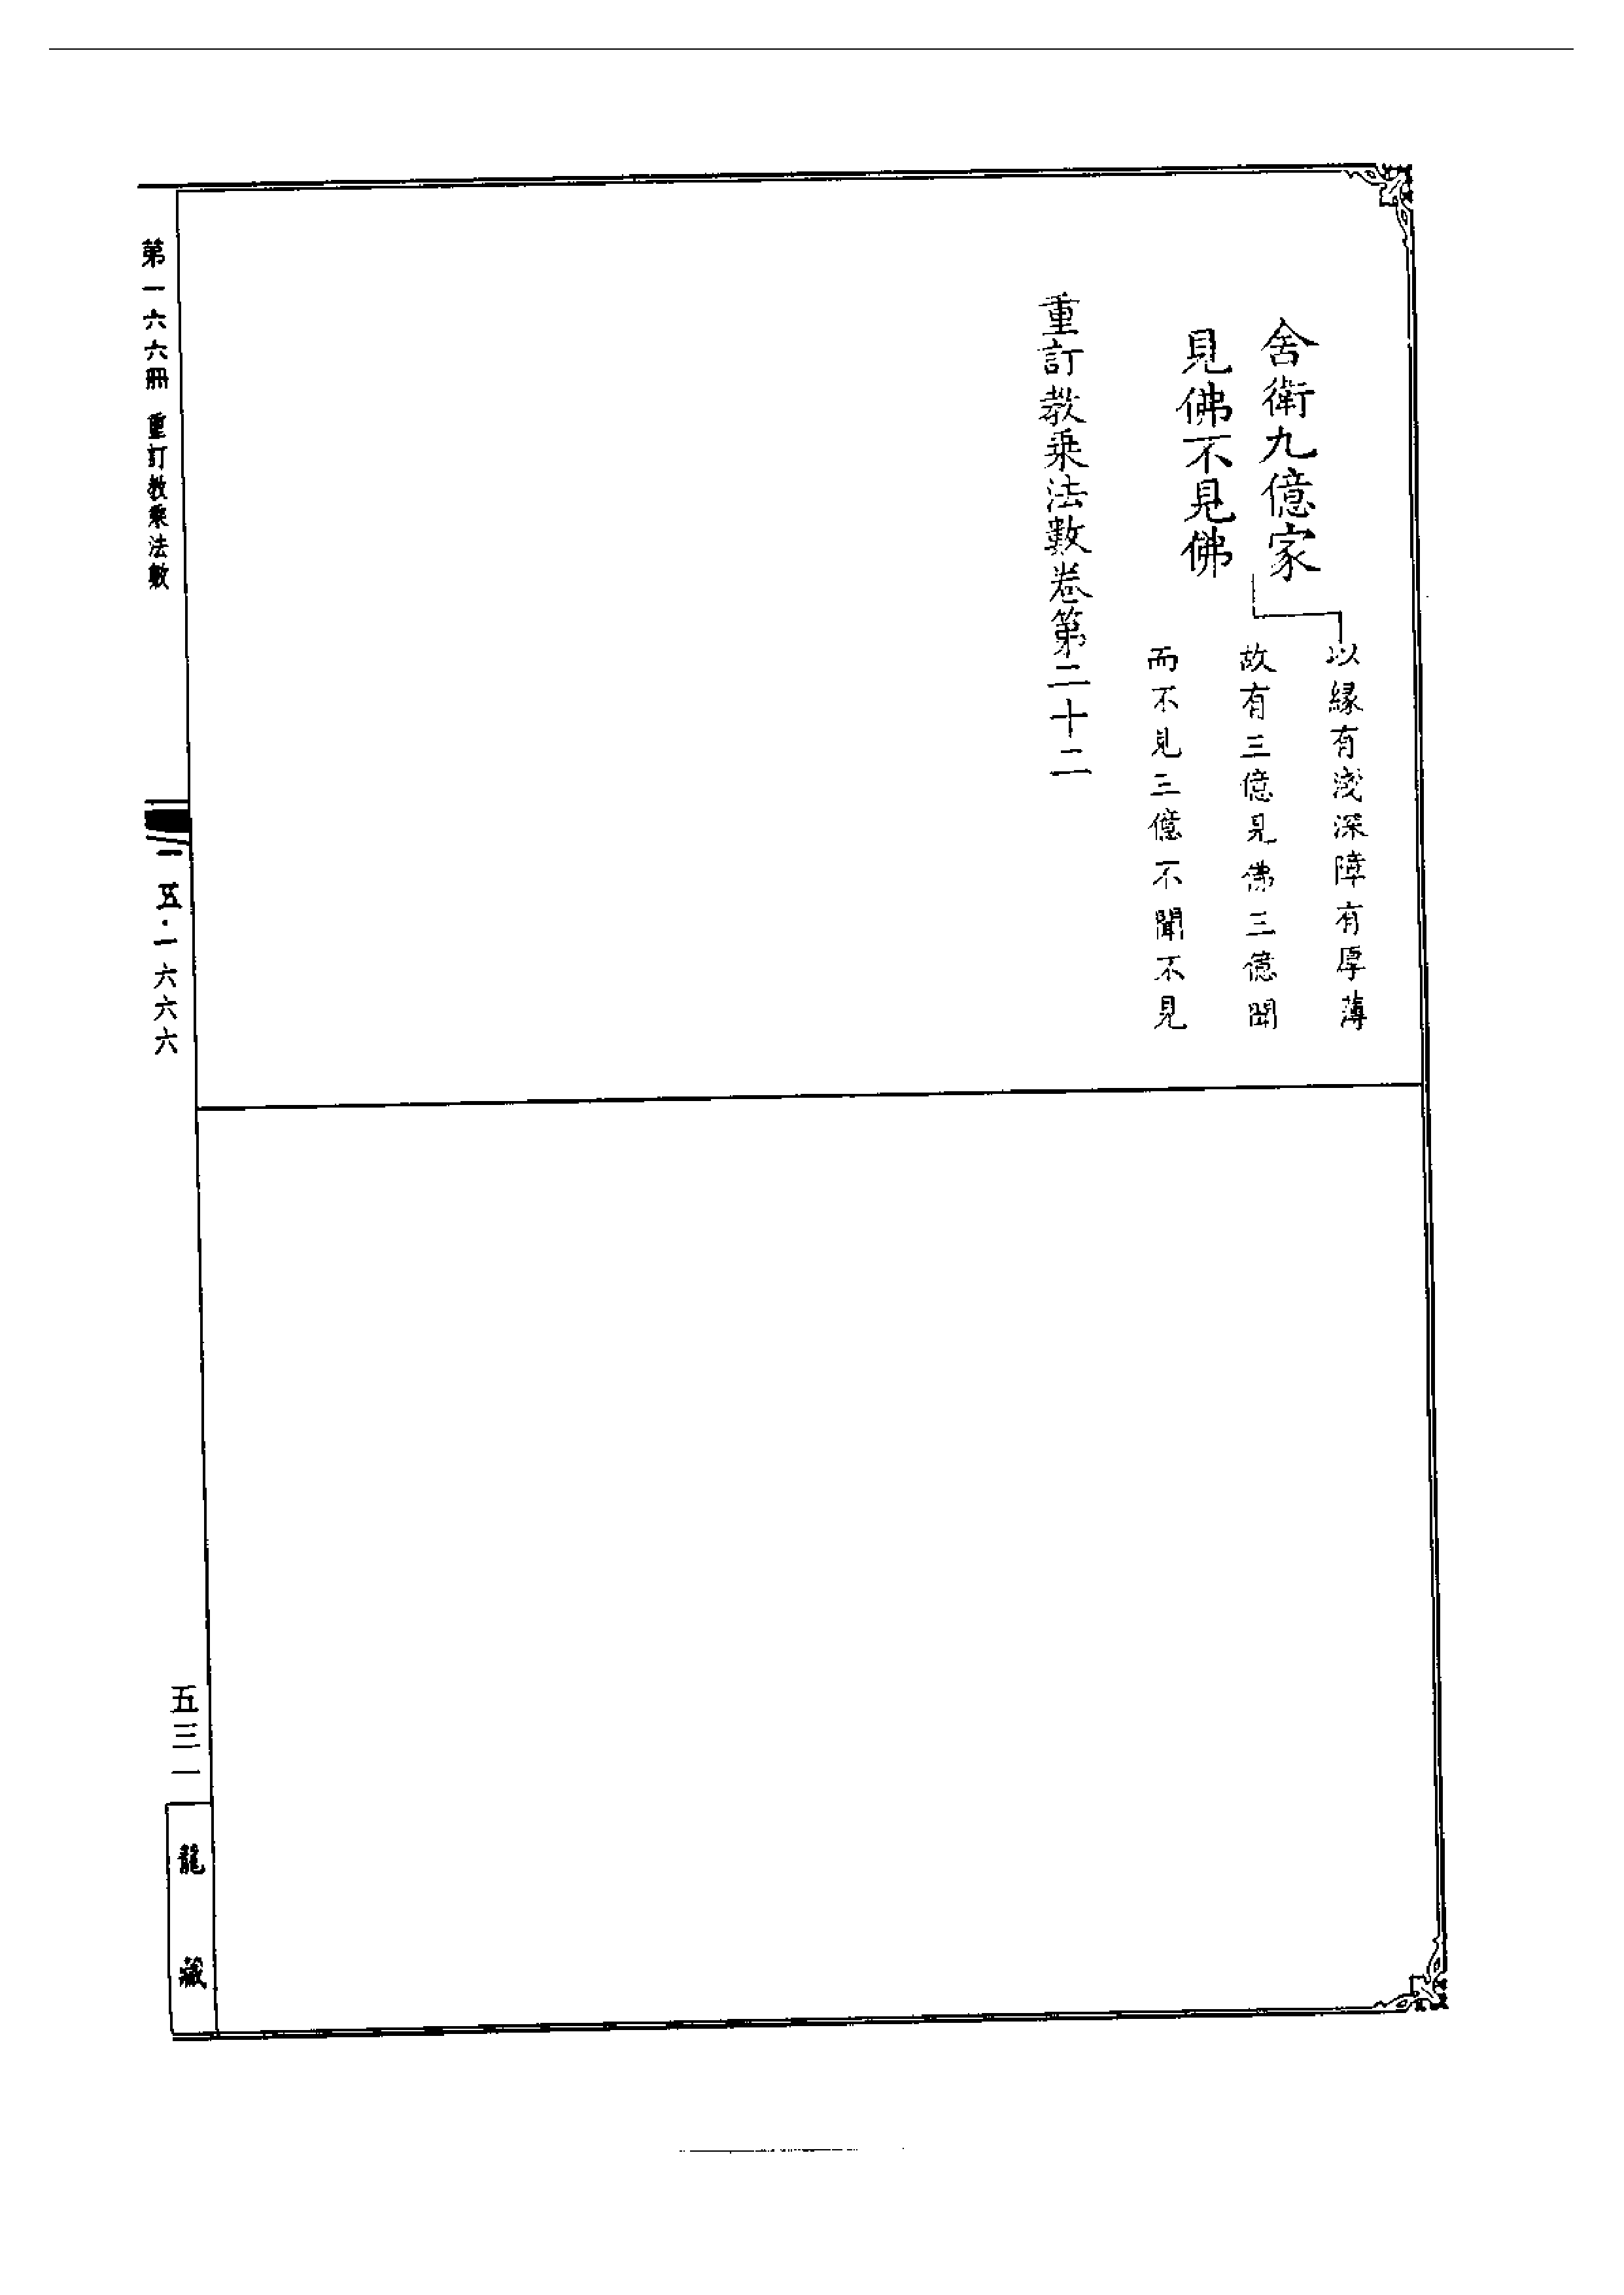 舍衛九億家
見佛不見佛
以緣有淺深障有厚薄
故有三億見佛三億聞
而不見三億不聞不見
重訂教乘法數卷第二十二
第一六六冊 重訂教乘法數
一五·一六六六
五三一
龍藏